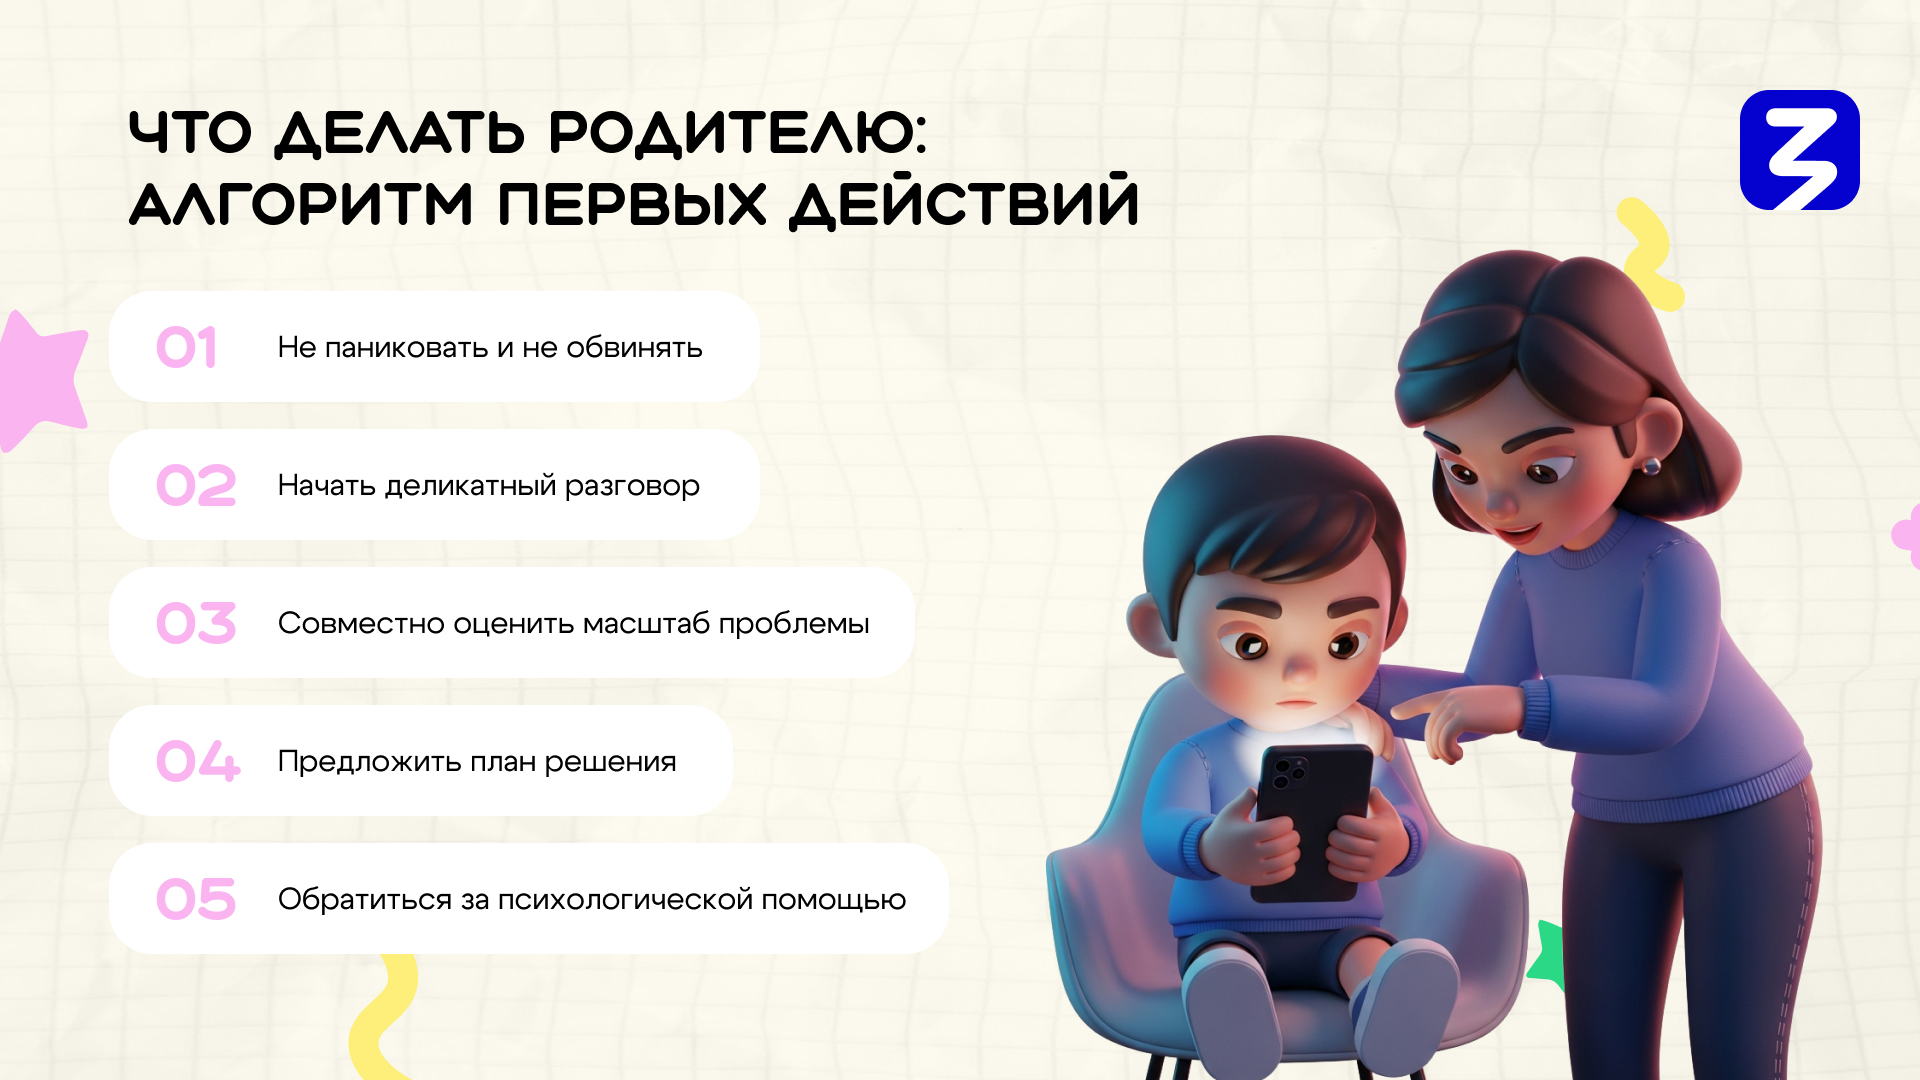 ЧТО ДЕЛАТЬ РОДИТЕЛЮ:
АЛГОРИТМ ПЕРВЫХ ДЕЙСТВИЙ
01 Не паниковать и не обвинять
02 Начать деликатный разговор
03 Совместно оценить масштаб проблемы
04 Предложить план решения
05 Обратиться за психологической помощью